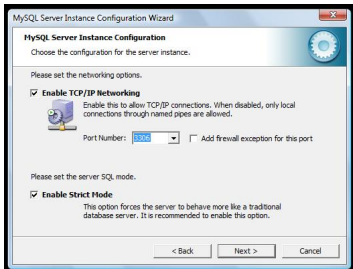 MySQL Server Instance Configuration Wizard
MySQL Server Instance Configuration
Choose the configuration for the server instance.
Please set the networking options.
Enable TCP/IP Networking
Enable this to allow TCP/IP connections. When disabled, only local
connections through named pipes are allowed.
Port Number: 3306 Add firewall exception for this port
Please set the server SQL mode.
Enable Strict Mode
This option forces the server to behave more like a traditional
database server. It is recommended to enable this option.
< Back Next > Cancel